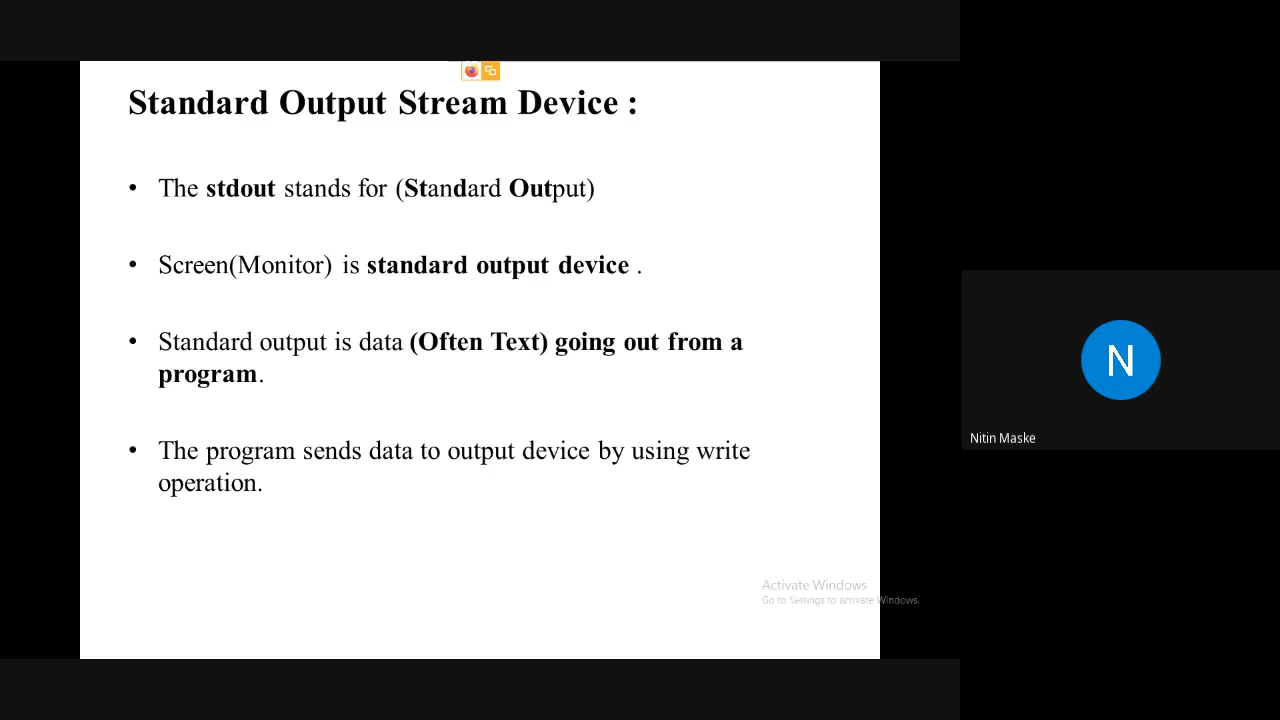 Standard Output Stream Device :
• The stdout stands for (Standard Output)
• Screen(Monitor) is standard output device .
• Standard output is data (Often Text) going out from a
program.
• The program sends data to output device by using write
operation.
Activate Windows
Go to Settings to activate Windows.
N
Nitin Maske